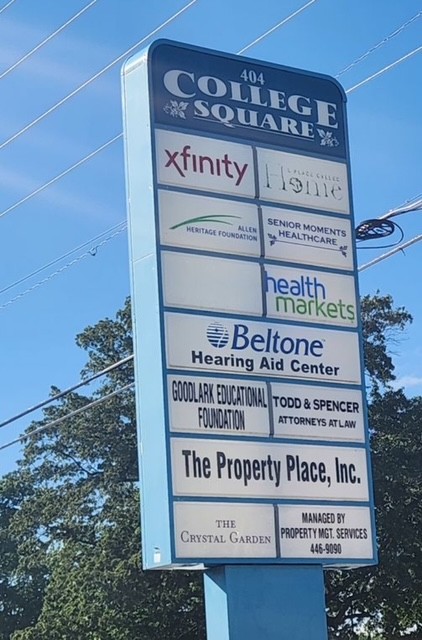 404
COLLEGE
SQUARE
xfinity
A PLACE CALLED
Home
ALLEN
HERITAGE FOUNDATION
SENIOR MOMENTS
HEALTHCARE
health
markets
Beltone
Hearing Aid Center
GOODLARK EDUCATIONAL
FOUNDATION
TODD & SPENCER
ATTORNEYS AT LAW
The Property Place, Inc.
THE
CRYSTAL GARDEN
MANAGED BY
PROPERTY MGT. SERVICES
446-9090